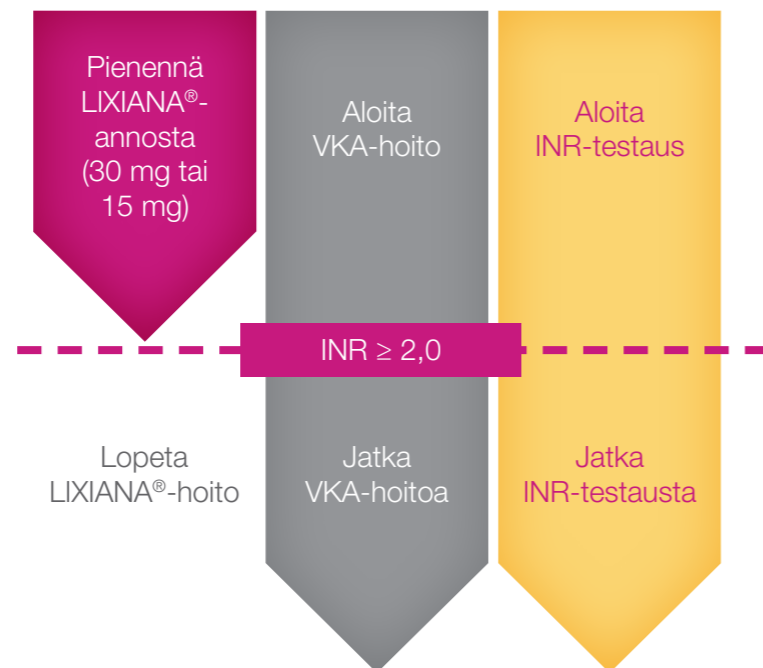 Pienennä
LIXIANA®-
annosta
(30 mg tai
15 mg)
Aloita
VKA-hoito
Aloita
INR-testaus
INR ≥ 2,0
Lopeta
LIXIANA®-hoito
Jatka
VKA-hoitoa
Jatka
INR-testausta